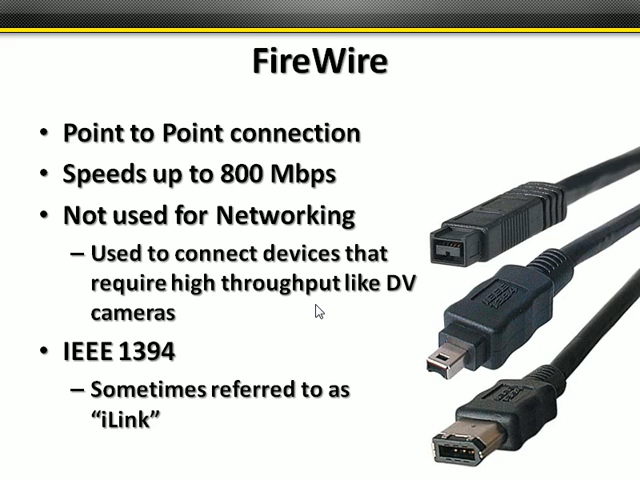 FireWire
• Point to Point connection
• Speeds up to 800 Mbps
• Not used for Networking
– Used to connect devices that
require high throughput like DV
cameras
• IEEE 1394
– Sometimes referred to as
“iLink”